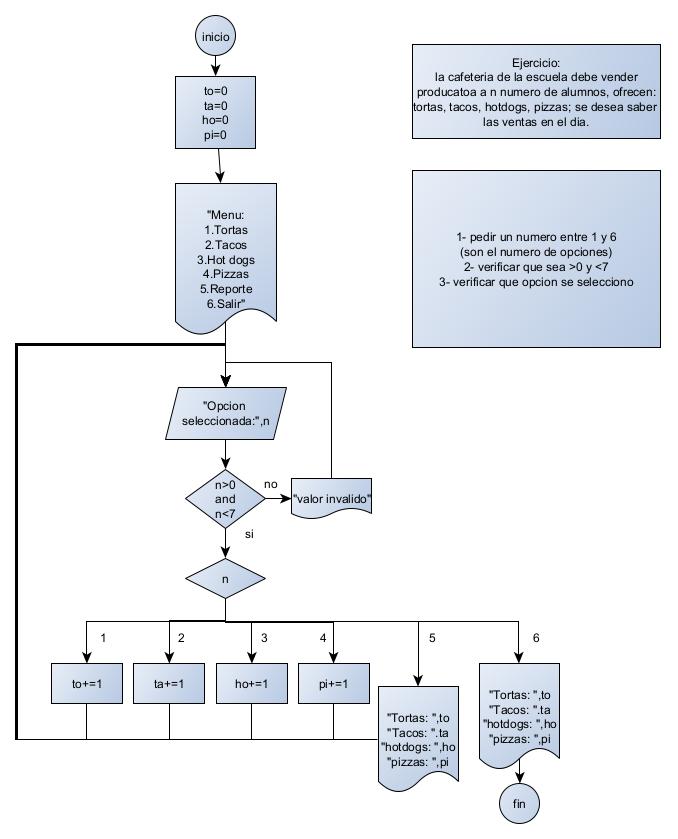 inicio
to=0
ta=0
ho=0
pi=0
"Menu:
1.Tortas
2.Tacos
3.Hot dogs
4.Pizzas
5.Reporte
6.Salir"
"Opcion
seleccionada:",n
n>0
and
n<7
no
"valor invalido"
si
n
1
2
3
4
5
6
to+=1
ta+=1
ho+=1
pi+=1
"Tortas: ",to
"Tacos: ".ta
"hotdogs: ",ho
"pizzas: ",pi
"Tortas: ",to
"Tacos: ".ta
"hotdogs: ",ho
"pizzas: ",pi
fin
Ejercicio:
la cafeteria de la escuela debe vender
producatoa a n numero de alumnos, ofrecen:
tortas, tacos, hotdogs, pizzas; se desea saber
las ventas en el dia.
1- pedir un numero entre 1 y 6
(son el numero de opciones)
2- verificar que sea >0 y <7
3- verificar que opcion se selecciono